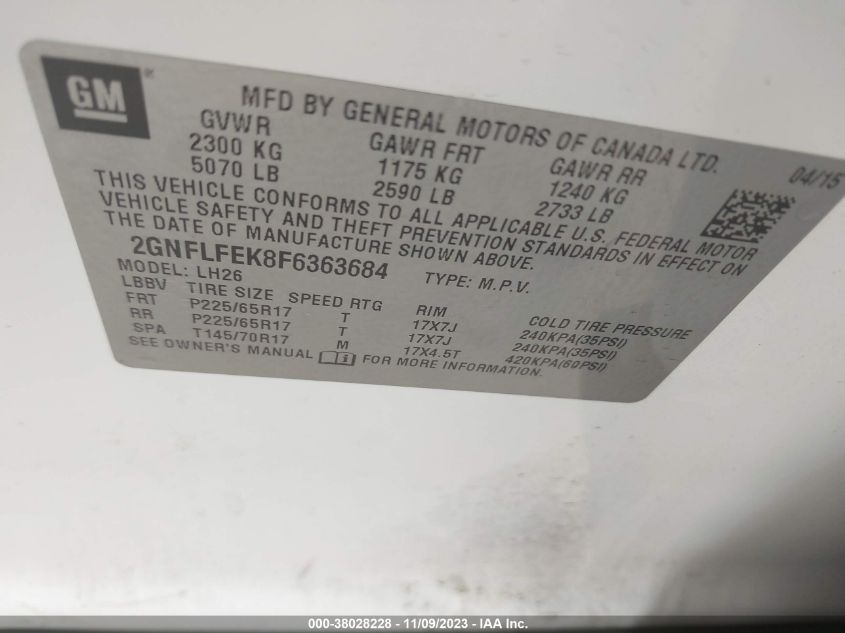 GM®
MFD BY GENERAL MOTORS OF CANADA LTD.
GVWR GAWR FRT GAWR RR 04/15
2300 KG 1175 KG 1240 KG
5070 LB 2590 LB 2733 LB
THIS VEHICLE CONFORMS TO ALL APPLICABLE U.S. FEDERAL MOTOR
VEHICLE SAFETY AND THEFT PREVENTION STANDARDS IN EFFECT ON
THE DATE OF MANUFACTURE SHOWN ABOVE.
2GNFLFEK8F6363684 TYPE: M.P.V.
MODEL: LH26
LBBV TIRE SIZE SPEED RTG RIM COLD TIRE PRESSURE
FRT P225/65R17 T 17X7J 240KPA(35PSI)
RR P225/65R17 T 17X7J 240KPA(35PSI)
SPA T145/70R17 M 17X4.5T 420KPA(60PSI)
SEE OWNER'S MANUAL FOR MORE INFORMATION.
000-38028228 - 11/09/2023 - IAA Inc.